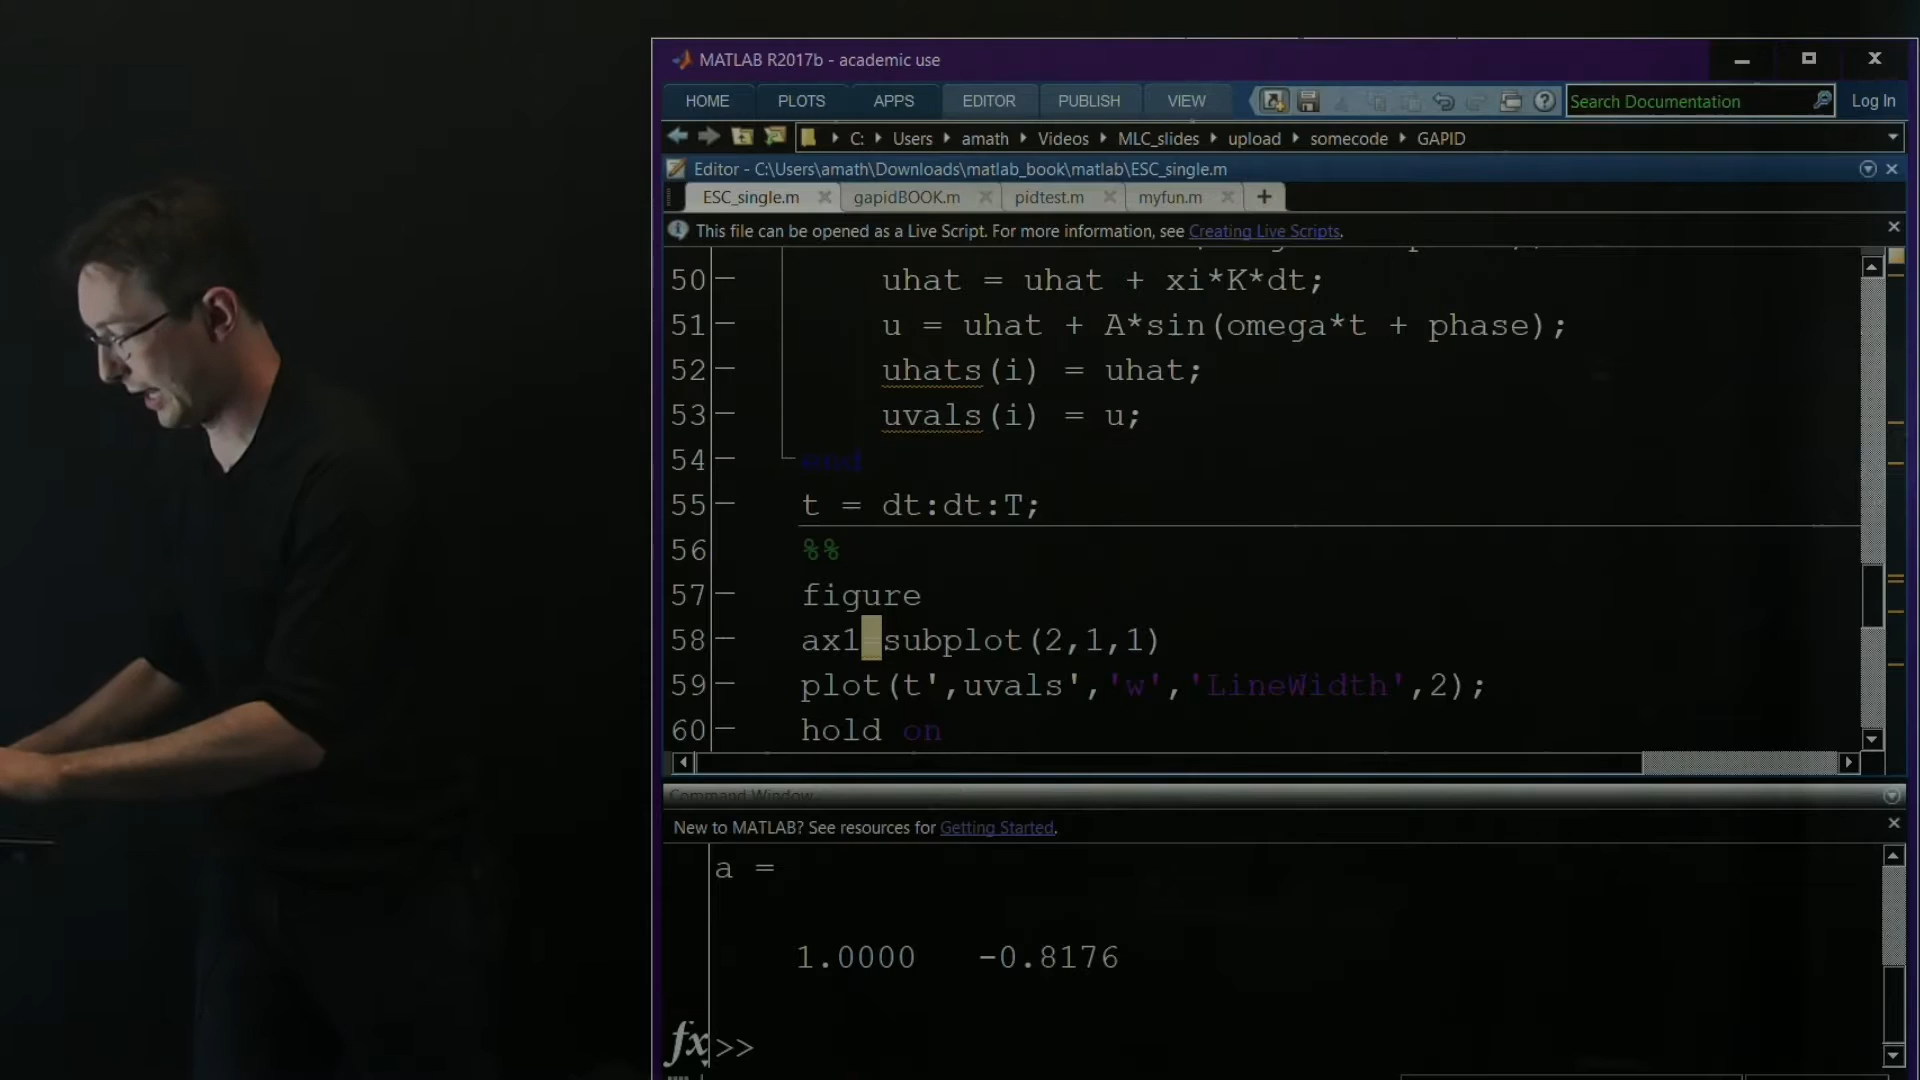 MATLAB R2017b - academic use
HOME PLOTS APPS EDITOR PUBLISH VIEW Search Documentation Log In
C: Users amath Videos MLC_slides upload somecode GAPID
Editor - C:\Users\amath\Downloads\matlab_book\matlab\ESC_single.m
ESC_single.m gapidBOOK.m pidtest.m myfun.m +
This file can be opened as a Live Script. For more information, see Creating Live Scripts.
50 uhat = uhat + xi*K*dt;
51 u = uhat + A*sin(omega*t + phase);
52 uhats(i) = uhat;
53 uvals(i) = u;
54 end
55 t = dt:dt:T;
56 %%
57 figure
58 ax1=subplot(2,1,1)
59 plot(t',uvals','w','LineWidth',2);
60 hold on
Command Window
New to MATLAB? See resources for Getting Started.
a =
1.0000 -0.8176
fx >>